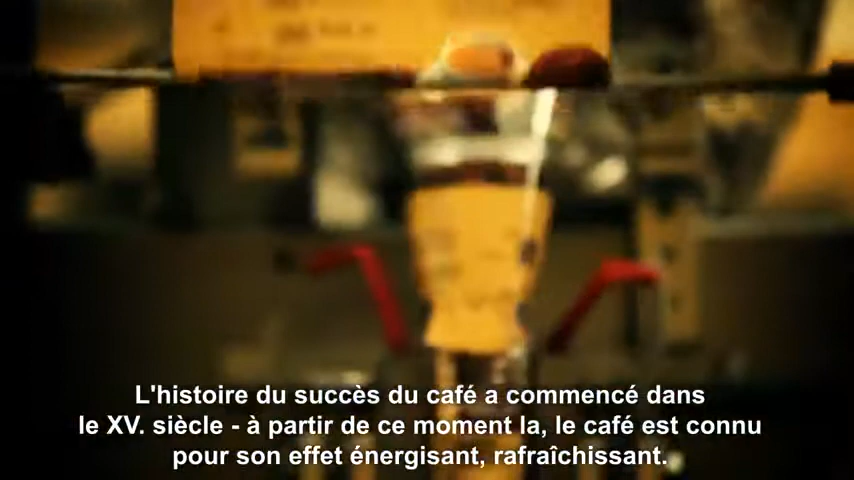 L'histoire du succès du café a commencé dans
le XV. siècle - à partir de ce moment la, le café est connu
pour son effet énergisant, rafraîchissant.